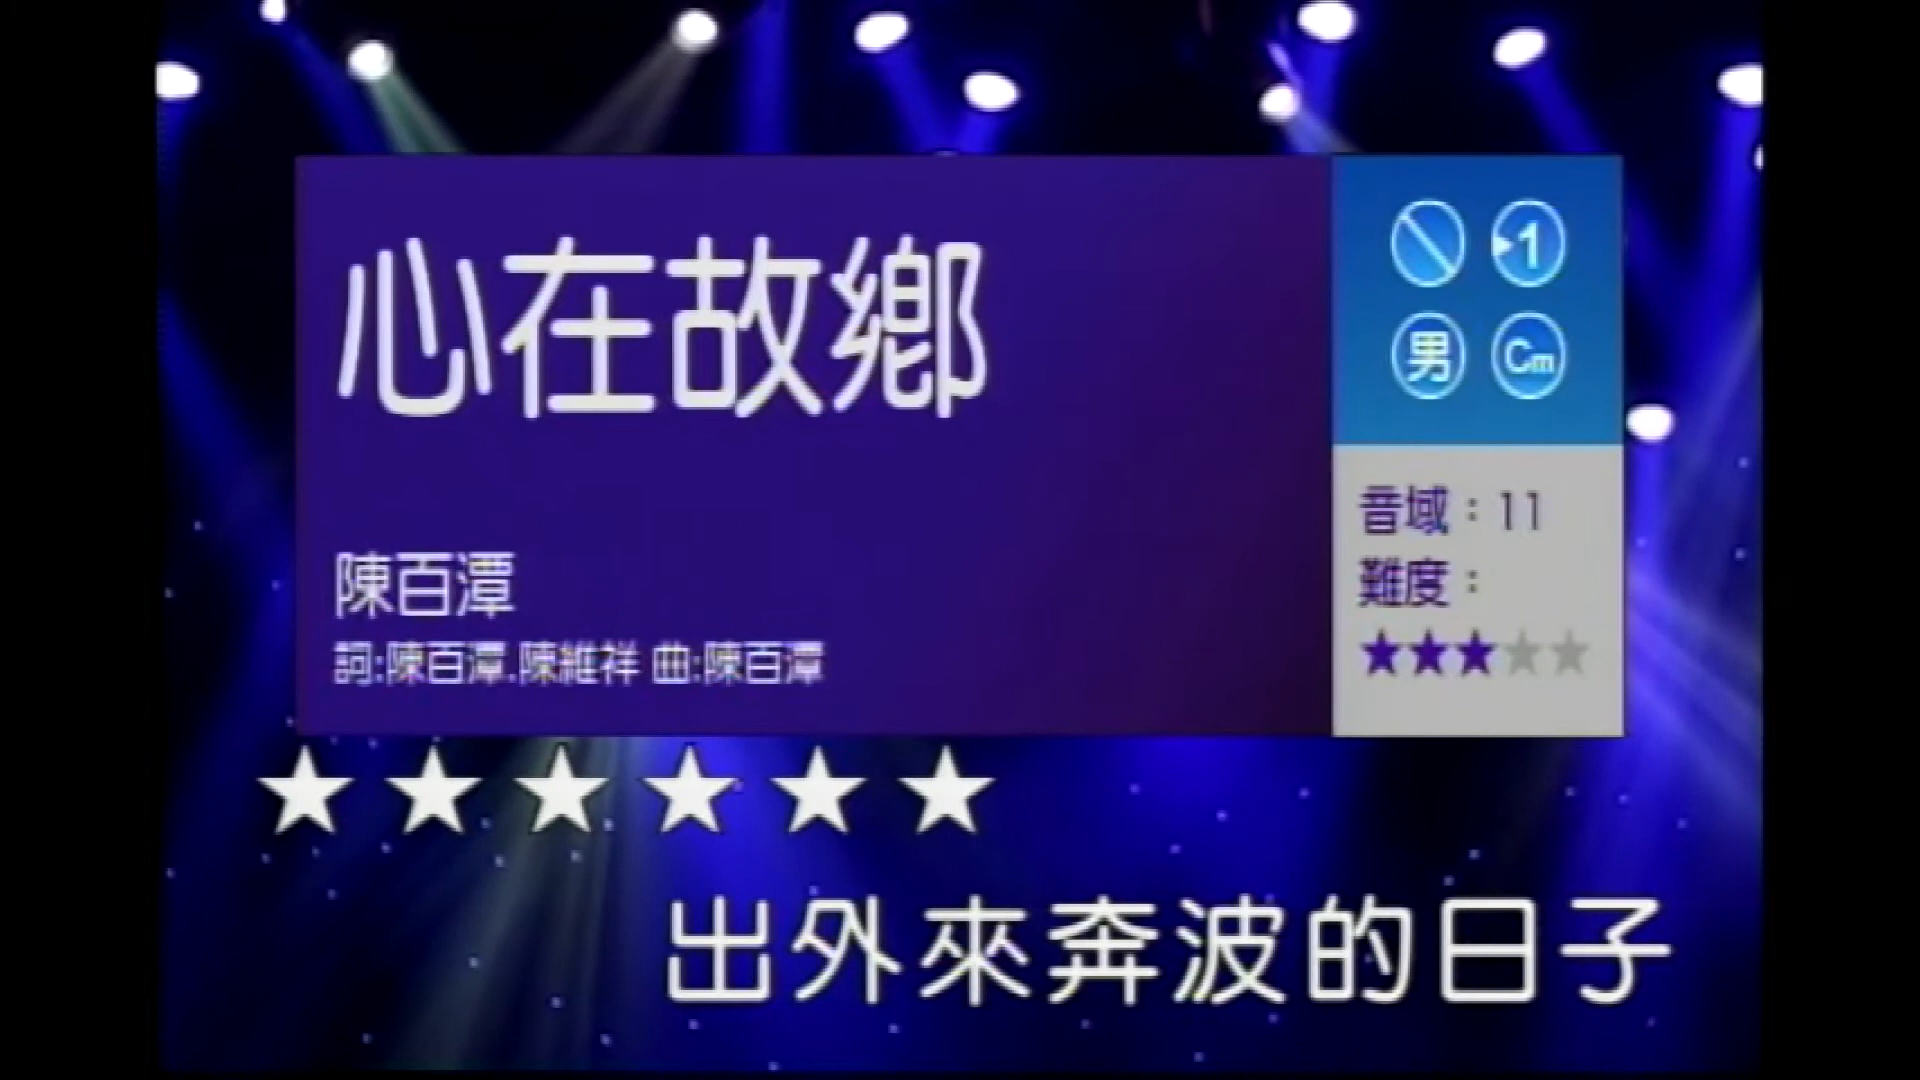 心在故鄉
陳百潭
詞:陳百潭.陳維祥 曲:陳百潭
1
男 Cm
音域：11
難度：
★★★★★
★★★★★★
出外來奔波的日子